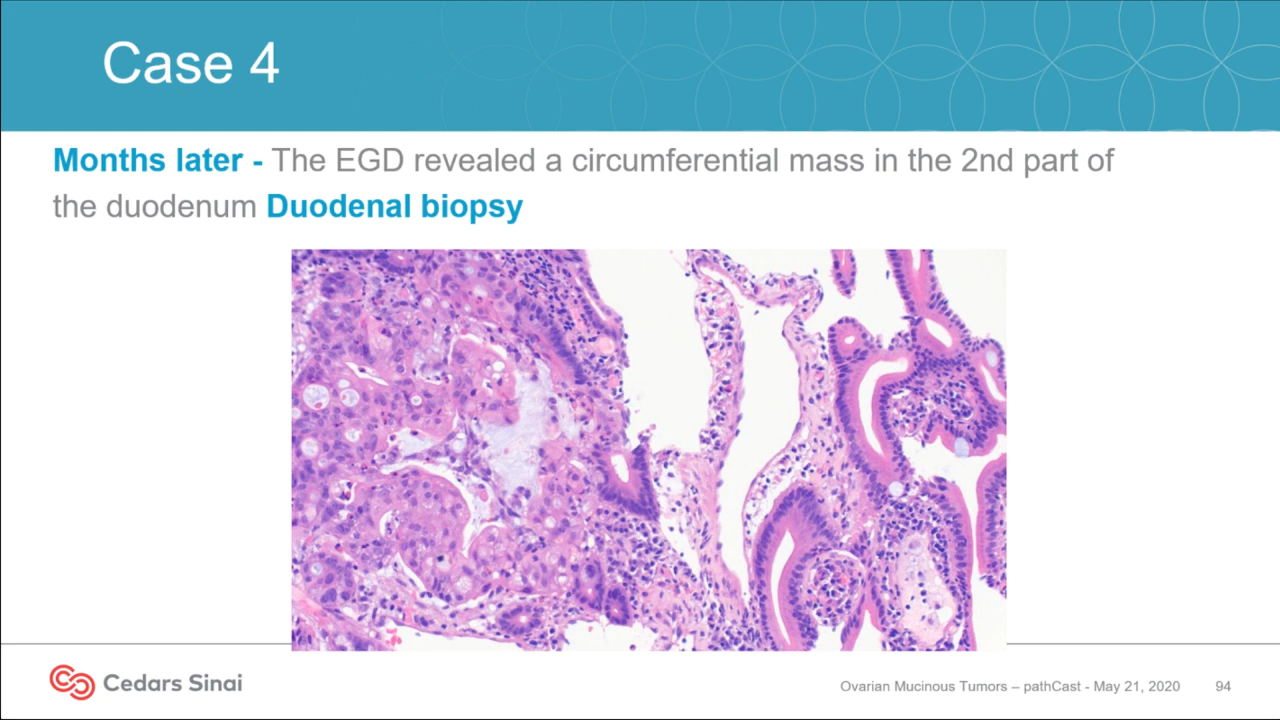 Case 4
Months later - The EGD revealed a circumferential mass in the 2nd part of
the duodenum Duodenal biopsy
Cedars Sinai
Ovarian Mucinous Tumors – pathCast - May 21, 2020
94